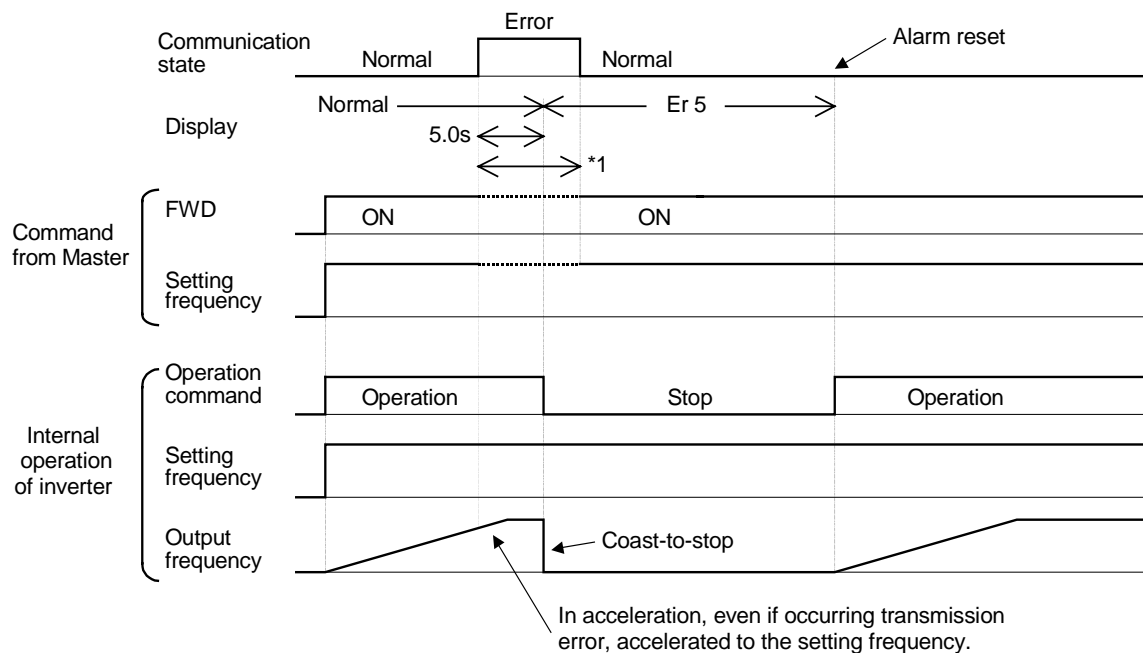 Error
Communication
state
Normal
Normal
Alarm reset
Display
Normal
Er 5
5.0s
*1
Command
from Master
FWD
ON
ON
Setting
frequency
Internal
operation
of inverter
Operation
command
Operation
Stop
Operation
Setting
frequency
Output
frequency
Coast-to-stop
In acceleration, even if occurring transmission
error, accelerated to the setting frequency.